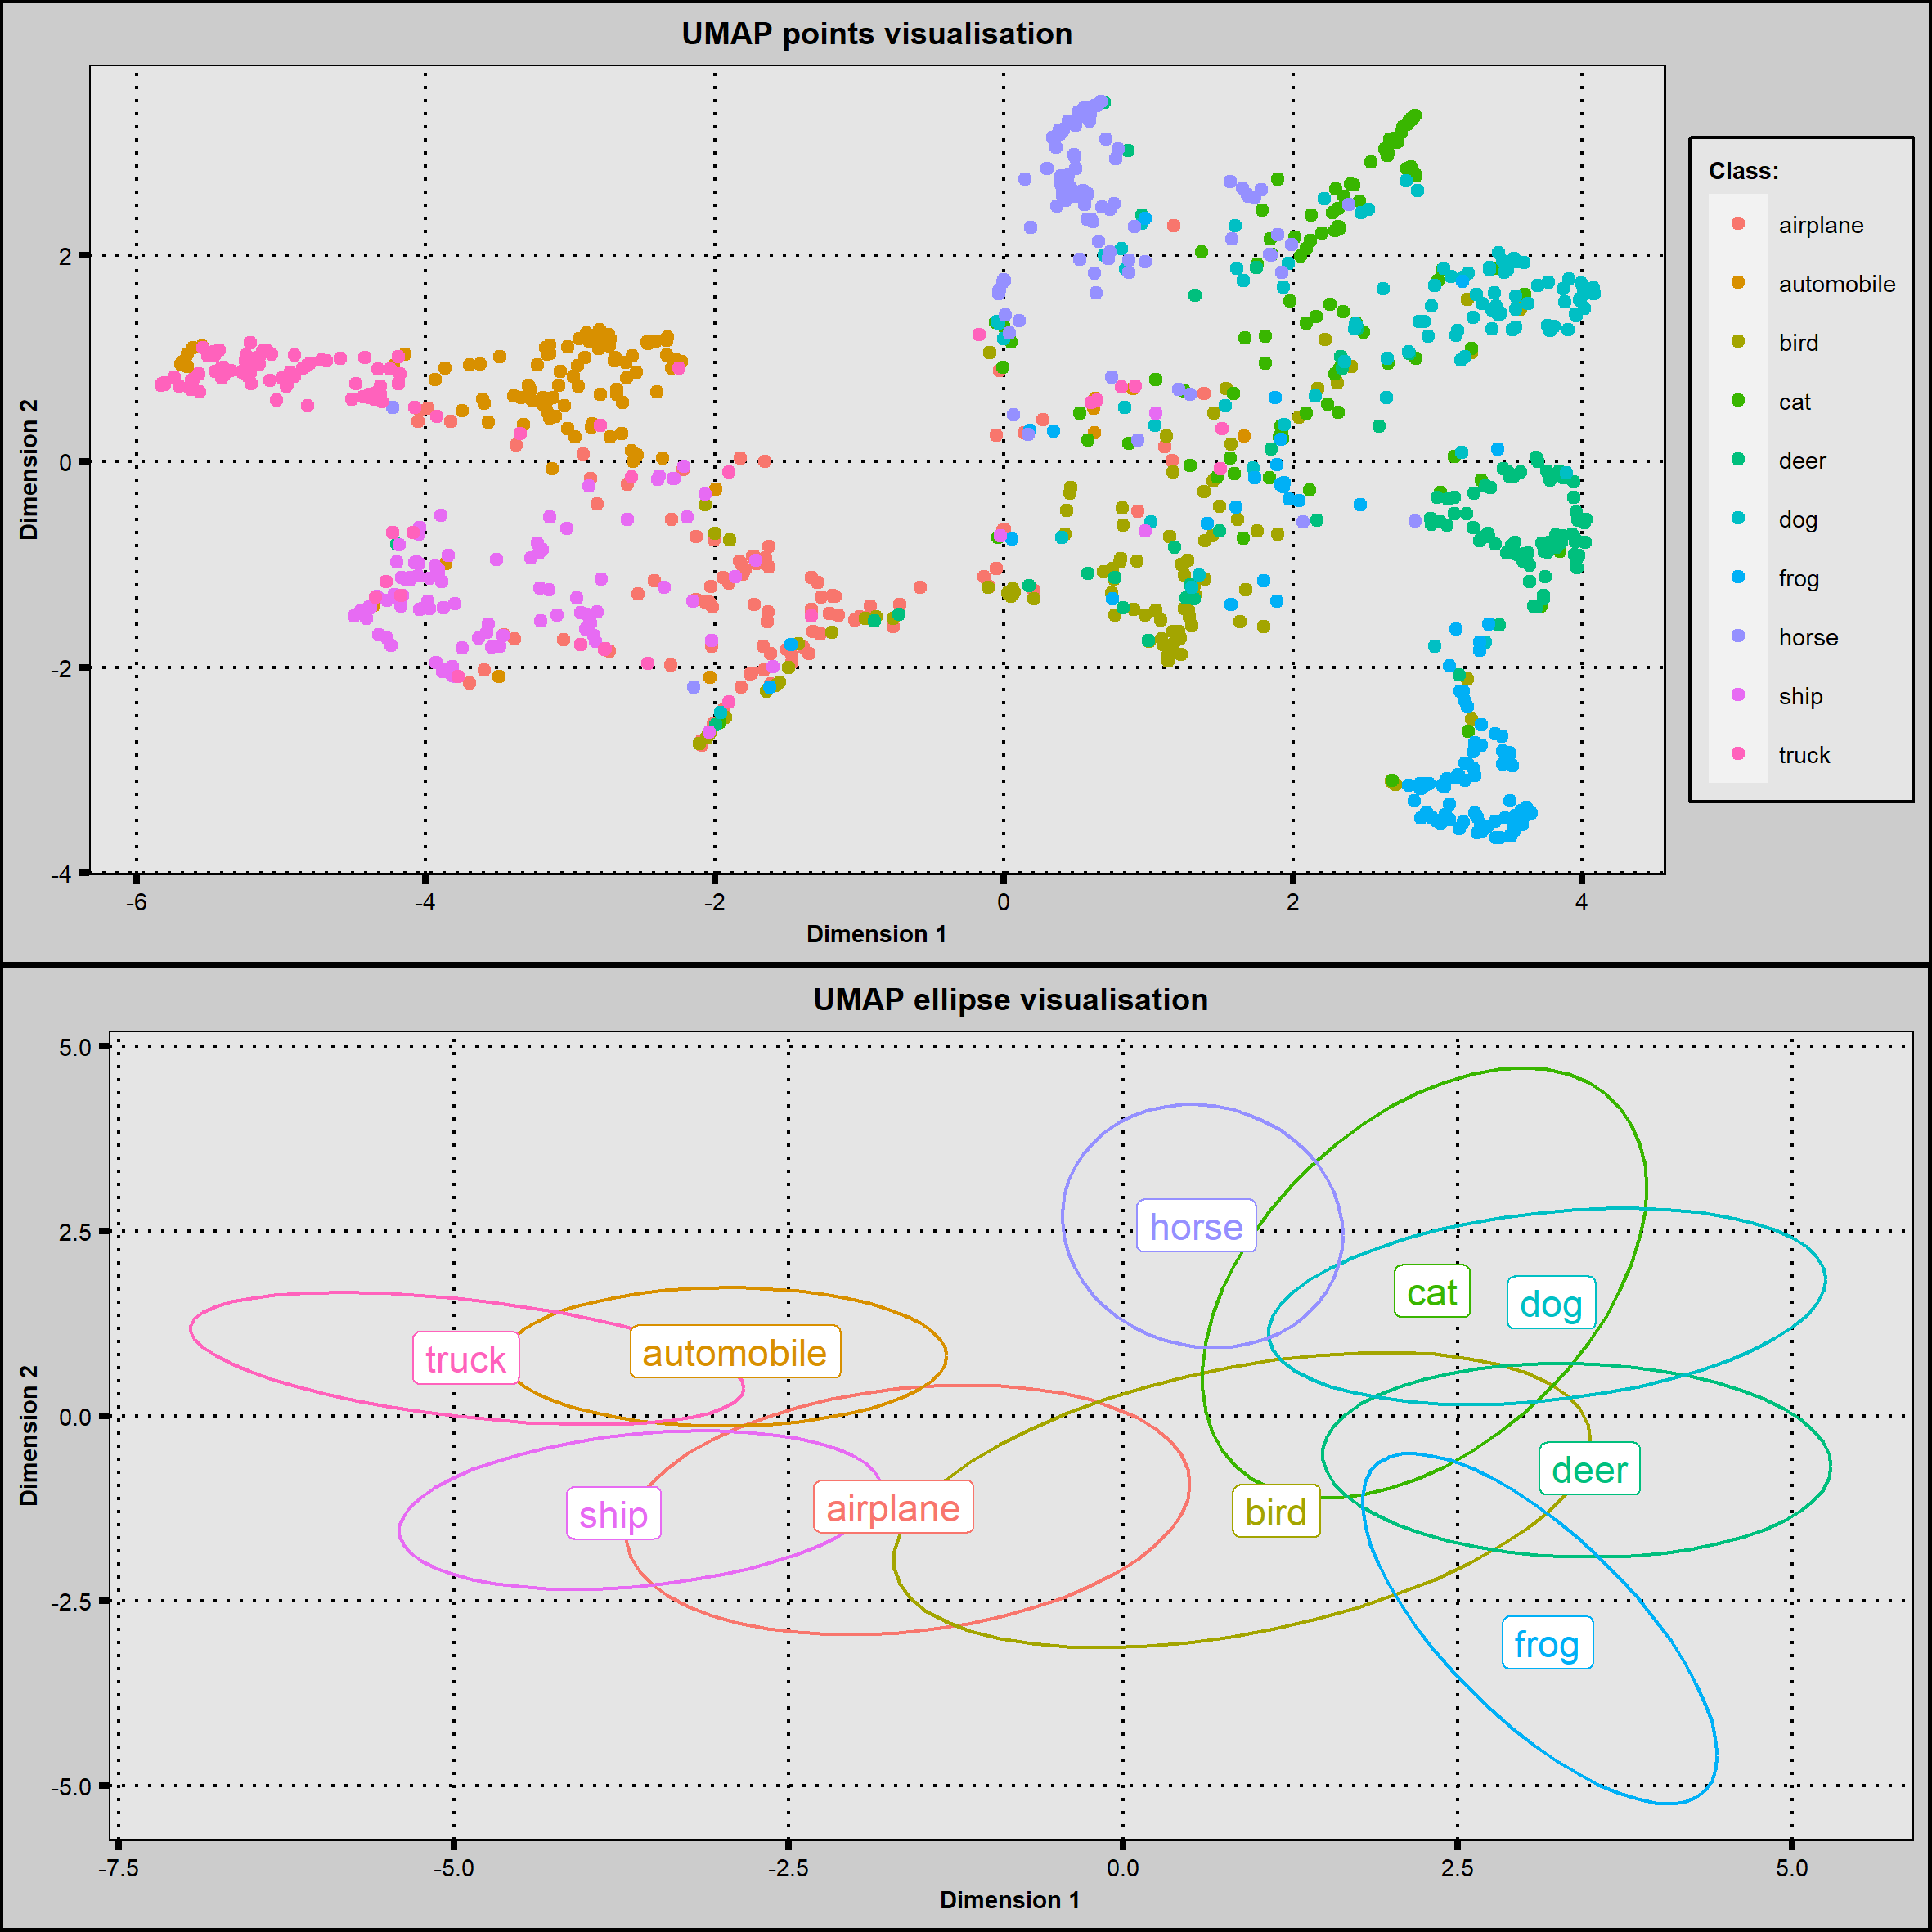 UMAP points visualisation
Dimension 2
2
0
-2
-4
-6
-4
-2
0
2
4
Dimension 1
Class:
airplane
automobile
bird
cat
deer
dog
frog
horse
ship
truck
UMAP ellipse visualisation
Dimension 2
5.0
2.5
0.0
-2.5
-5.0
horse
cat
dog
truck
automobile
deer
ship
airplane
bird
frog
-7.5
-5.0
-2.5
0.0
2.5
5.0
Dimension 1